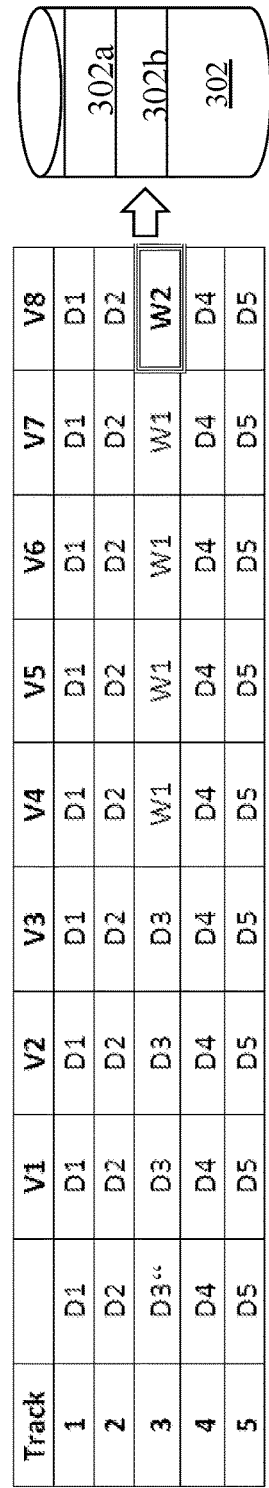 Track V1 V2 V3 V4 V5 V6 V7 V8
1 D1 D1 D1 D1 D1 D1 D1 D1 D1
2 D2 D2 D2 D2 D2 D2 D2 D2 D2
3 D3“ D3 D3 D3 W1 W1 W1 W1 W2
4 D4 D4 D4 D4 D4 D4 D4 D4 D4
5 D5 D5 D5 D5 D5 D5 D5 D5 D5
302a
302b
302